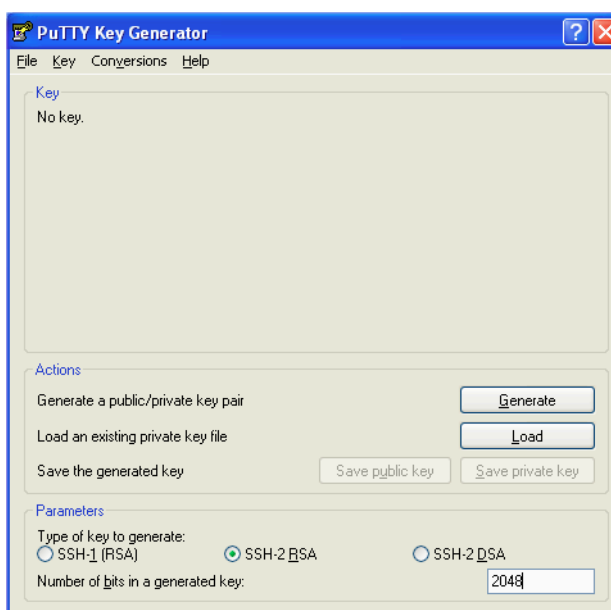 PuTTY Key Generator
File Key Conversions Help
Key
No key.
Actions
Generate a public/private key pair
Generate
Load an existing private key file
Load
Save the generated key
Save public key
Save private key
Parameters
Type of key to generate:
SSH-1 (RSA)
SSH-2 RSA
SSH-2 DSA
Number of bits in a generated key:
2048